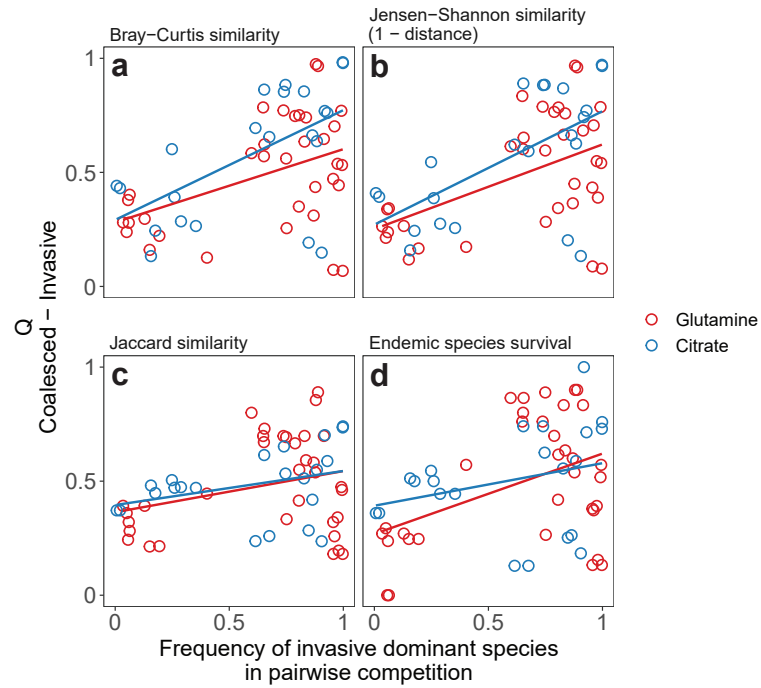 Bray−Curtis similarity
Jensen−Shannon similarity
(1 − distance)
a
b
1
0.5
0
Q
Coalesced − Invasive
Glutamine
Citrate
Jaccard similarity
Endemic species survival
c
d
1
0.5
0
0
0.5
1
0
0.5
1
Frequency of invasive dominant species
in pairwise competition